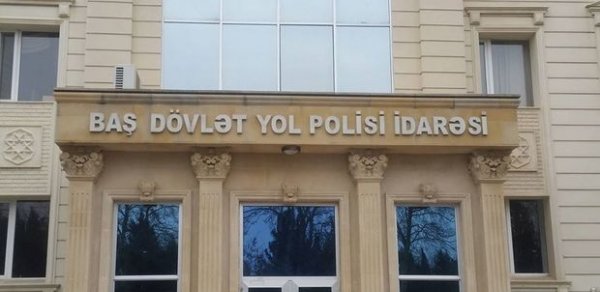 BAŞ DÖVLƏT YOL POLİSİ İDARƏSİ